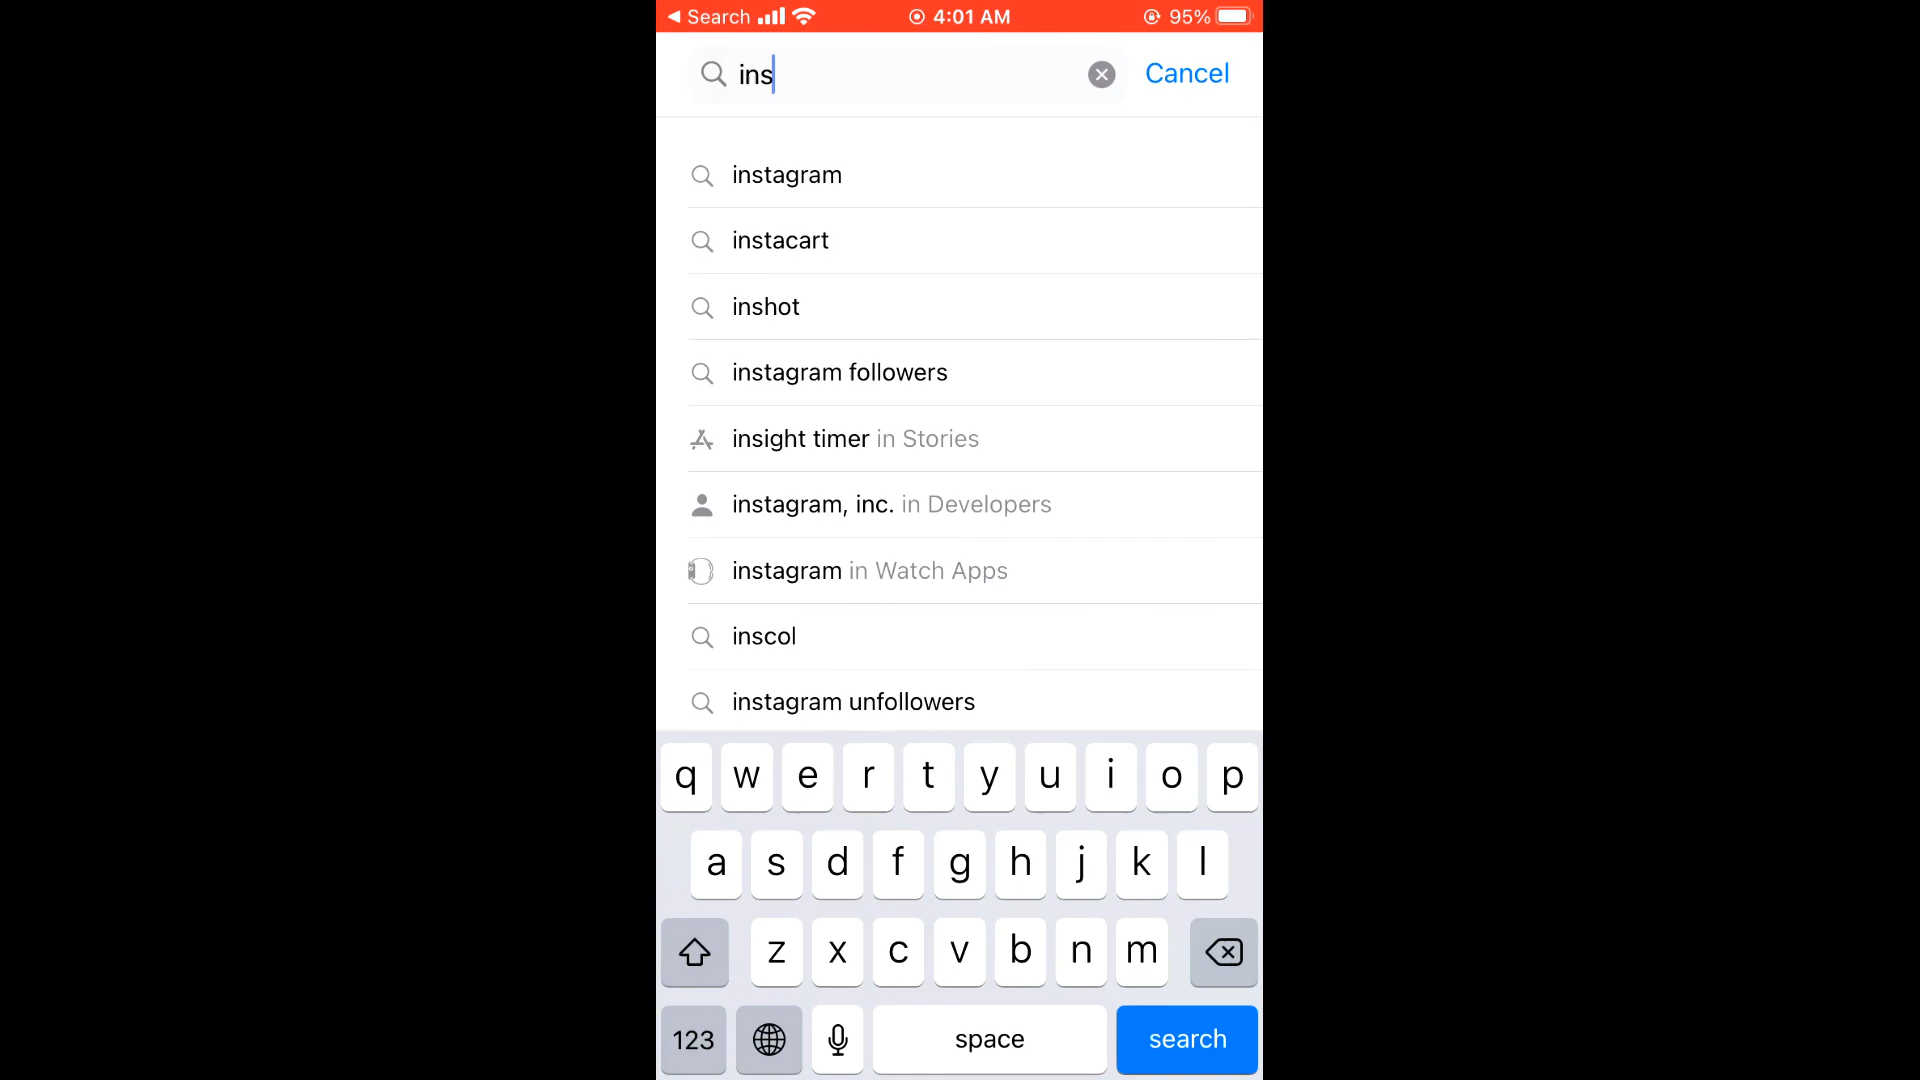 Search 4:01 AM 95%
ins Cancel
instagram
instacart
inshot
instagram followers
insight timer in Stories
instagram, inc. in Developers
instagram in Watch Apps
inscol
instagram unfollowers
q w e r t y u i o p
a s d f g h j k l
z x c v b n m
123 space search